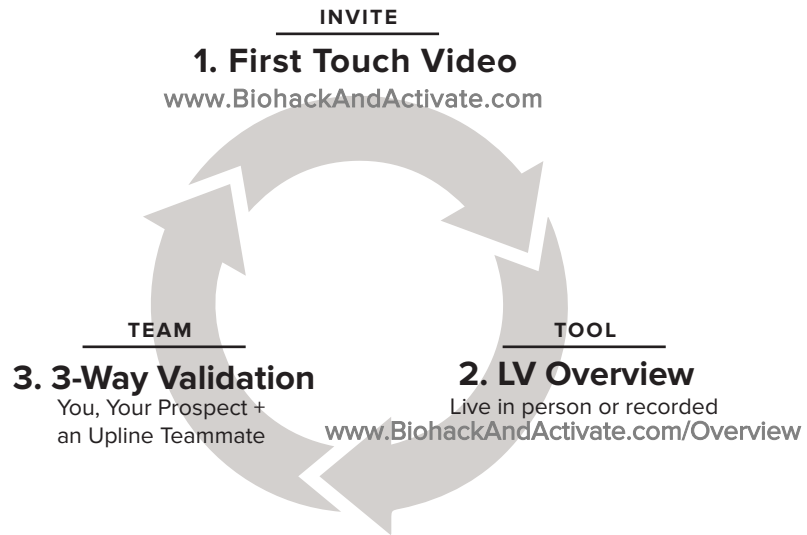 INVITE
1. First Touch Video
www.BiohackAndActivate.com
TEAM
3. 3-Way Validation
You, Your Prospect +
an Upline Teammate
TOOL
2. LV Overview
Live in person or recorded
www.BiohackAndActivate.com/Overview